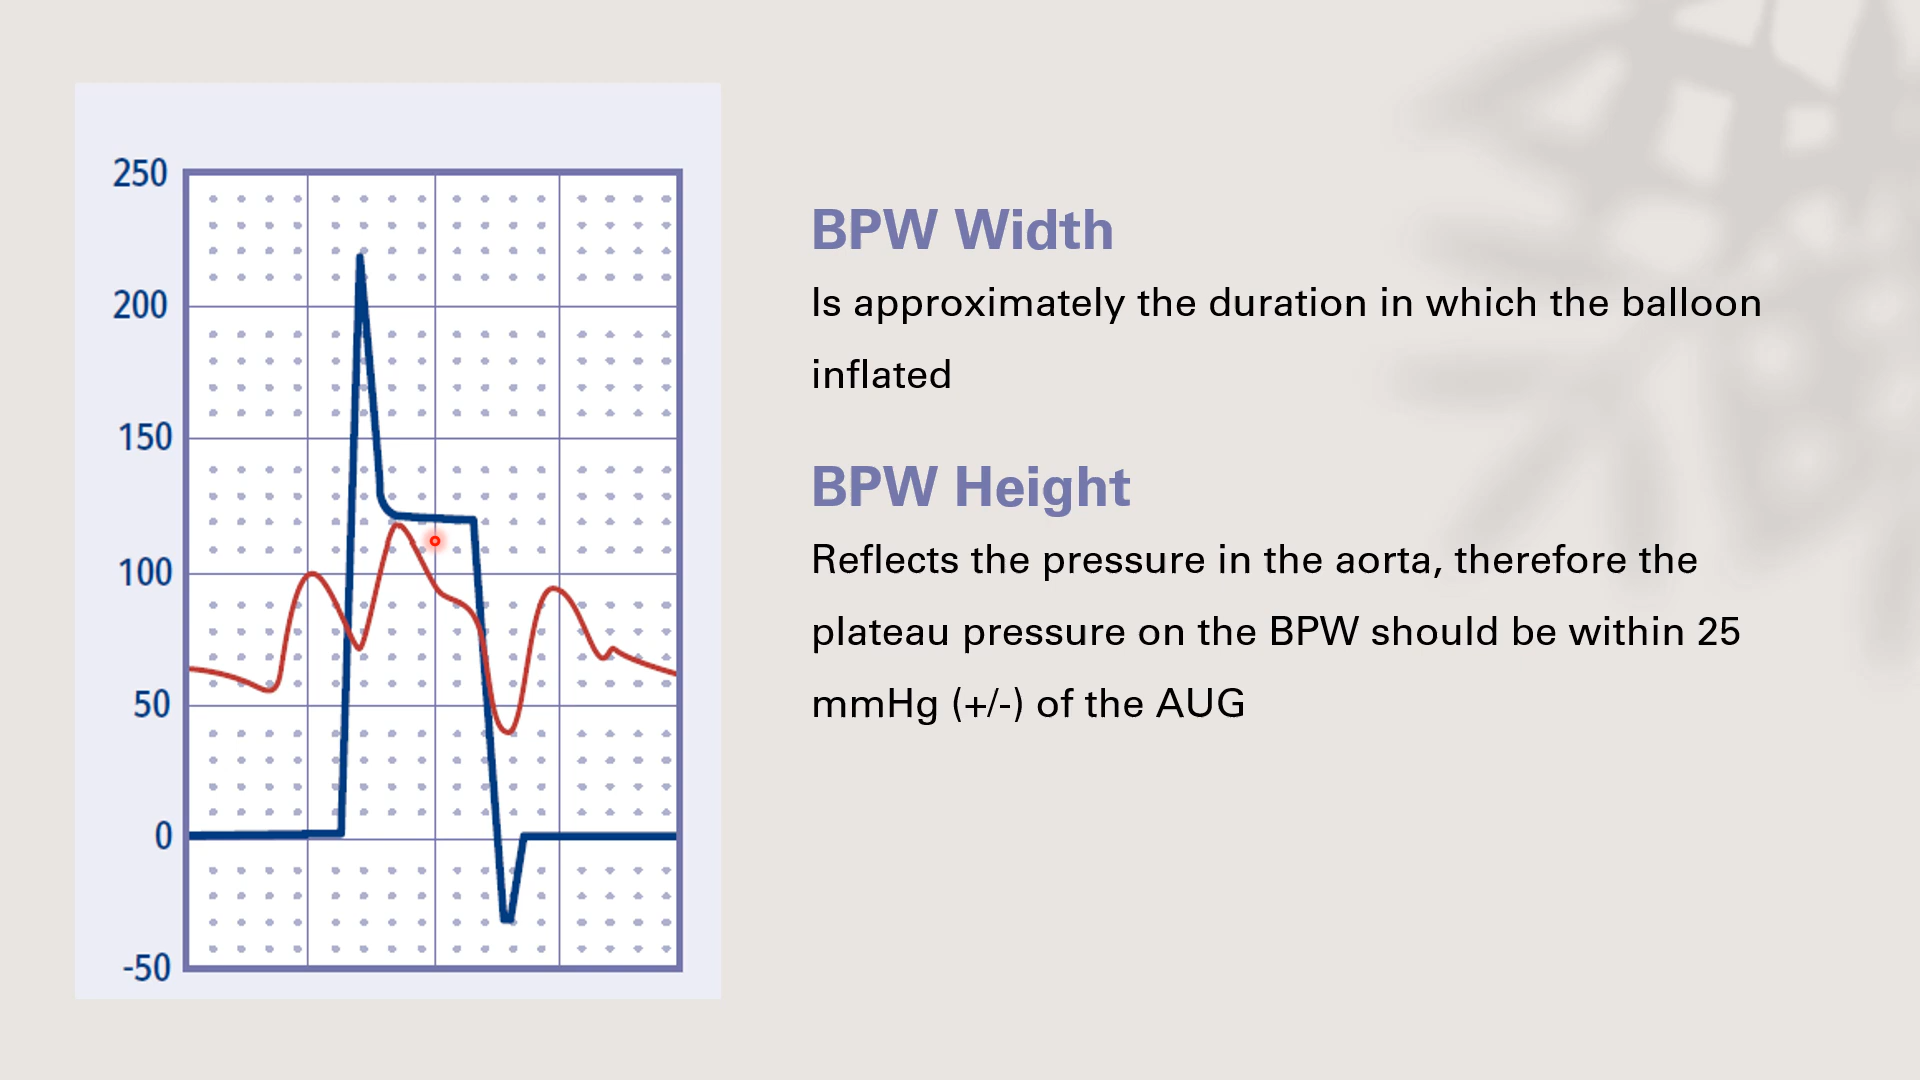 250
200
150
100
50
0
-50
BPW Width
Is approximately the duration in which the balloon
inflated
BPW Height
Reflects the pressure in the aorta, therefore the
plateau pressure on the BPW should be within 25
mmHg (+/-) of the AUG